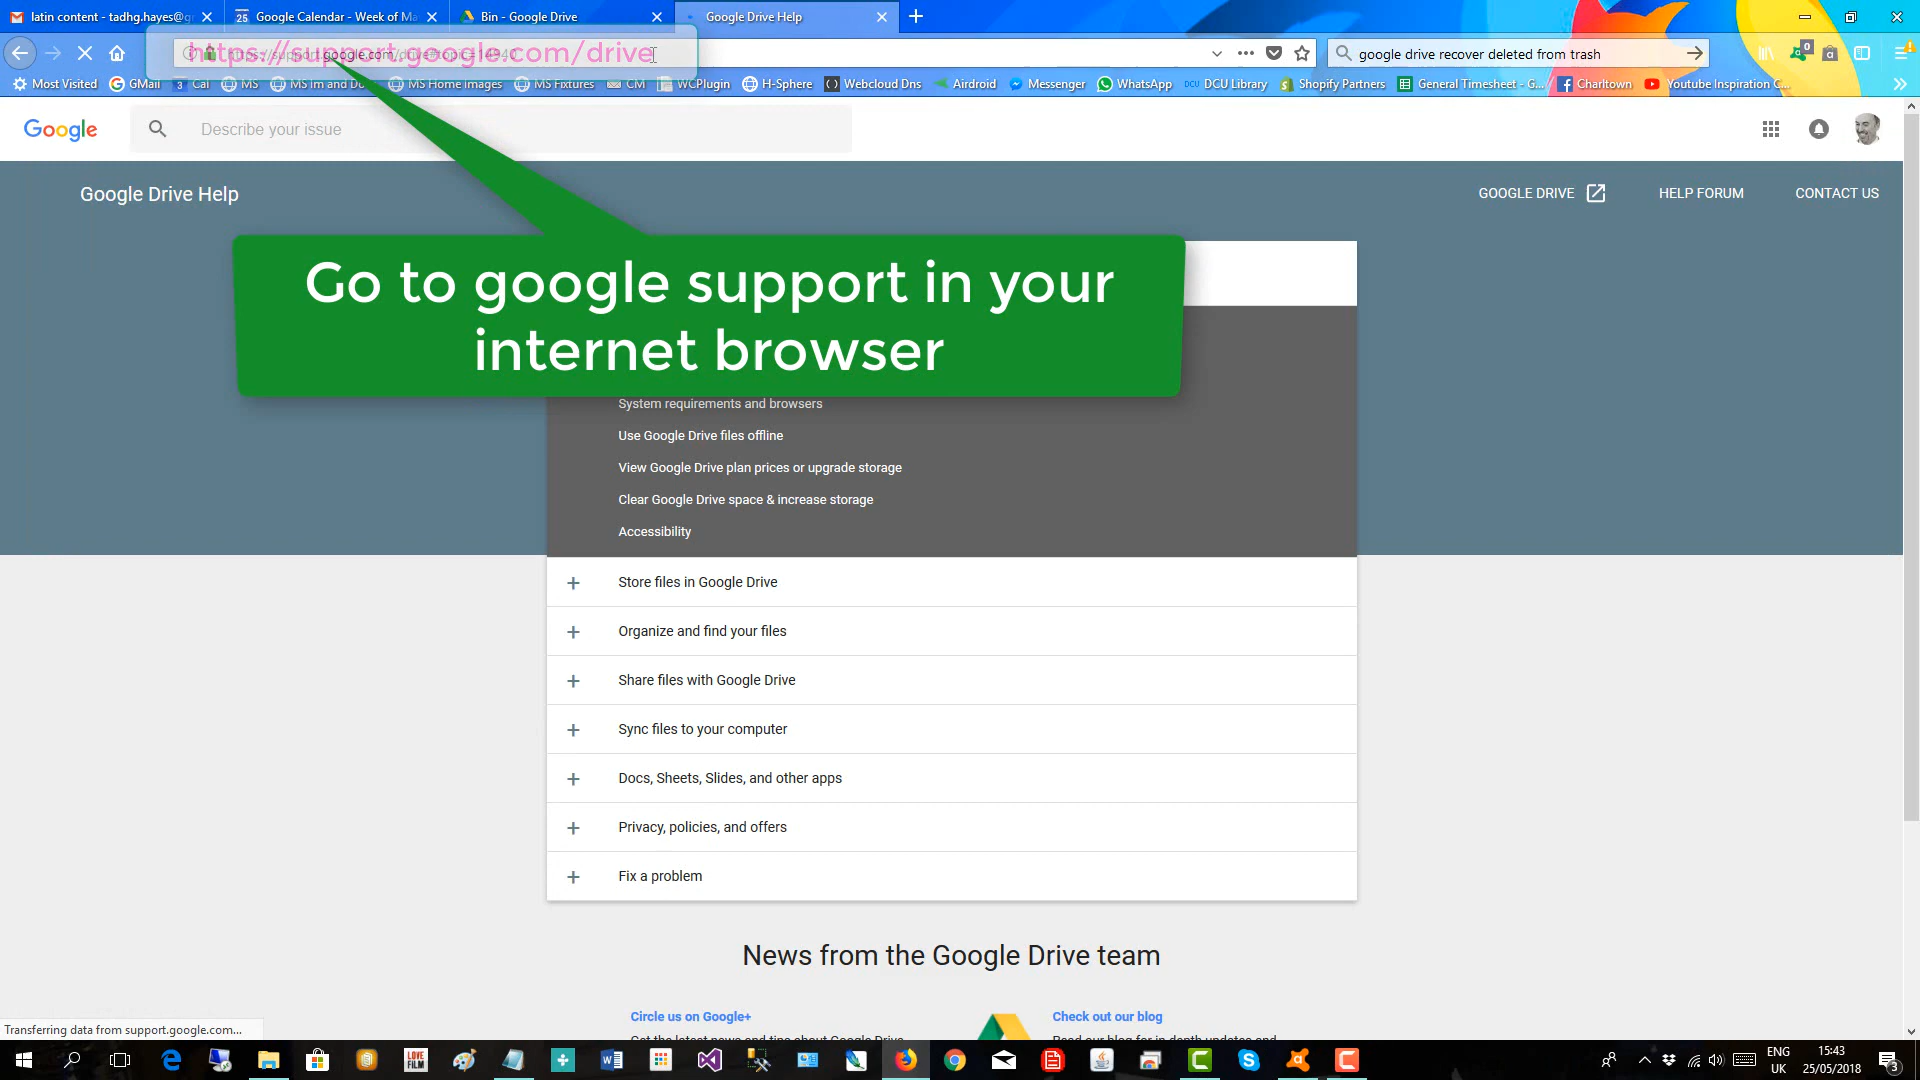 latin content - tadhg.hayes@g
Google Calendar - Week of Ma
Bin - Google Drive
Google Drive Help
https://support.google.com/drive
google drive recover deleted from trash
0
Most Visited
GMail
Cal
MS
MS Im and Do
MS Home Images
MS Fixtures
CM
WCPlugin
H-Sphere
Webcloud Dns
Airdroid
Messenger
WhatsApp
DCU Library
Shopify Partners
General Timesheet - G...
Charltown
Youtube Inspiration C...
Google
Describe your issue
Google Drive Help
GOOGLE DRIVE
HELP FORUM
CONTACT US
Go to google support in your
internet browser
System requirements and browsers
Use Google Drive files offline
View Google Drive plan prices or upgrade storage
Clear Google Drive space & increase storage
Accessibility
Store files in Google Drive
Organize and find your files
Share files with Google Drive
Sync files to your computer
Docs, Sheets, Slides, and other apps
Privacy, policies, and offers
Fix a problem
News from the Google Drive team
Circle us on Google+
Check out our blog
Transferring data from support.google.com...
LOVE
FILM
ENG
UK
15:43
25/05/2018
3